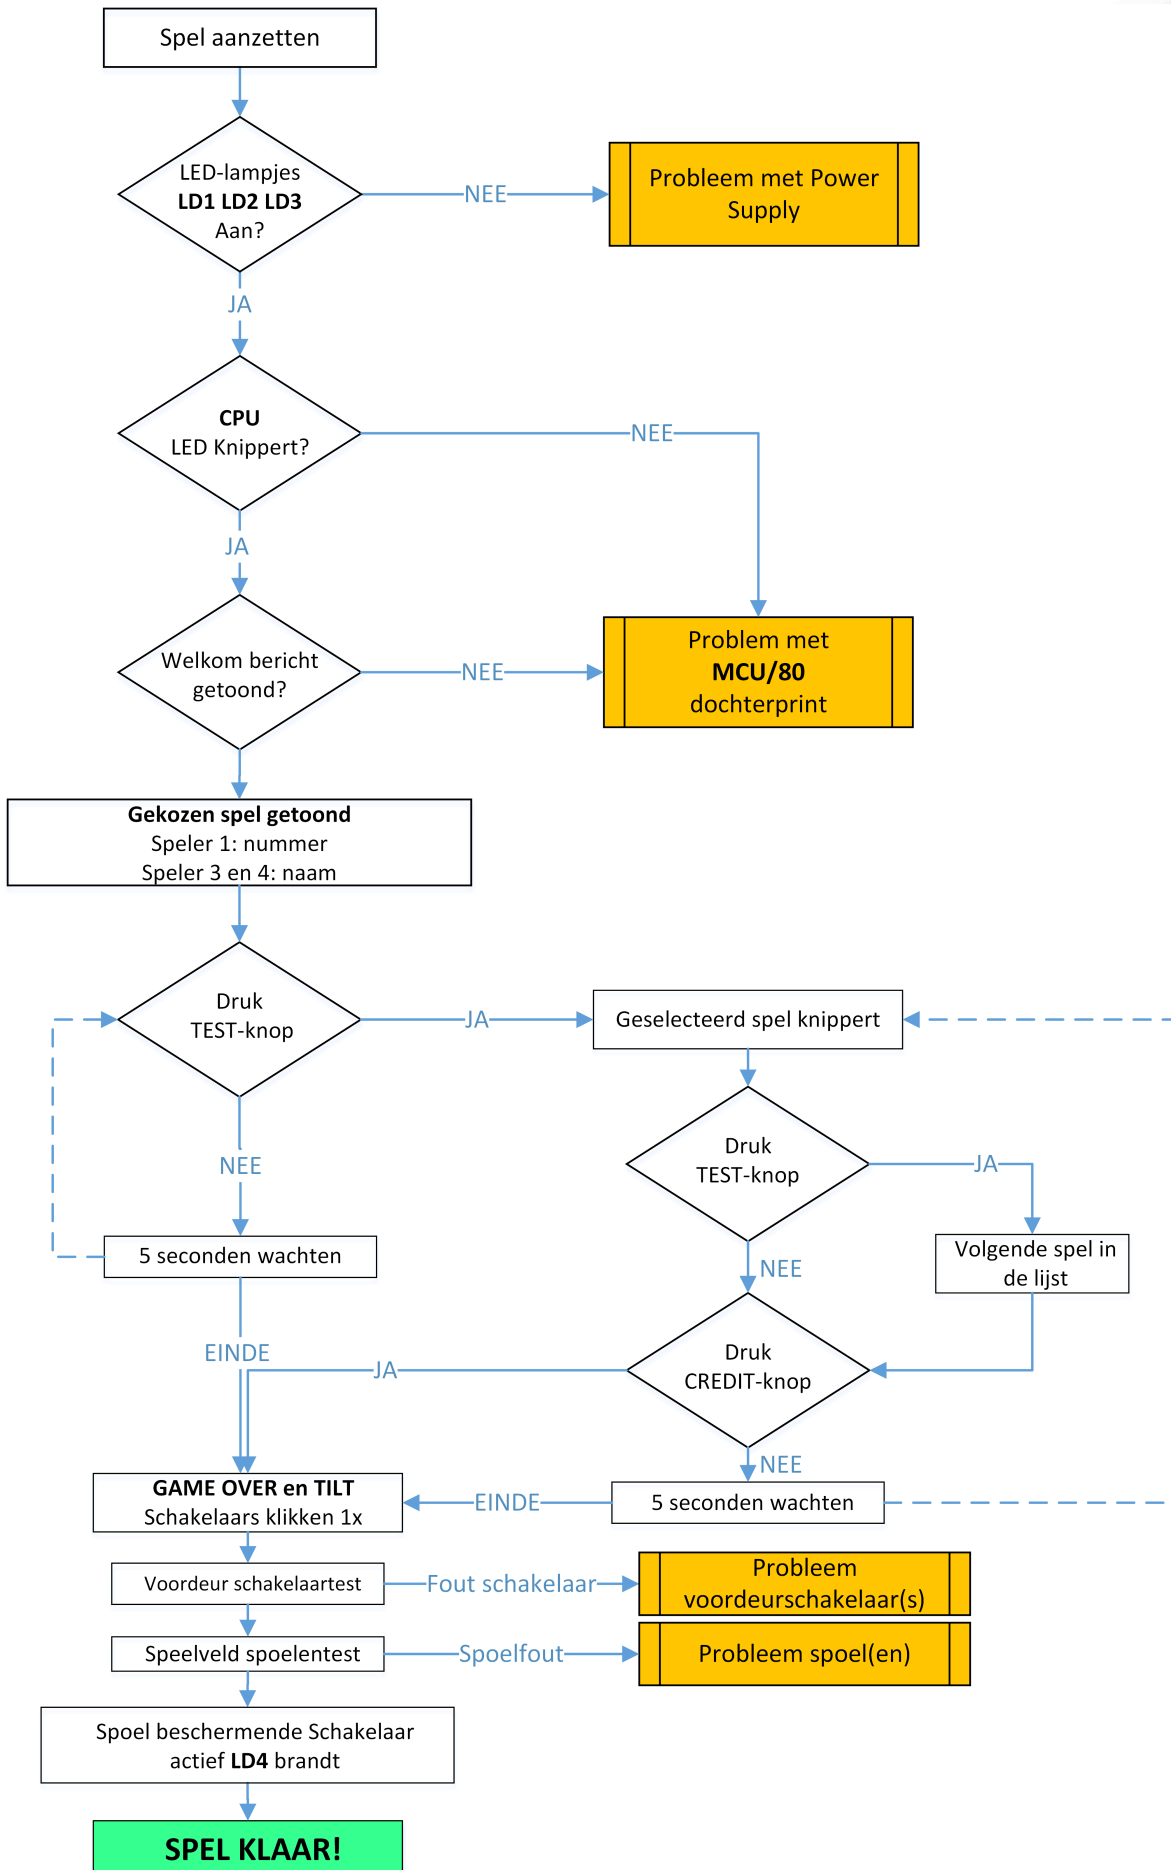 Spel aanzetten
LED-lampjes
LD1 LD2 LD3
Aan?
NEE
Probleem met Power
Supply
JA
CPU
LED Knippert?
NEE
JA
Welkom bericht
getoond?
NEE
Problem met
MCU/80
dochterprint
Gekozen spel getoond
Speler 1: nummer
Speler 3 en 4: naam
Druk
TEST-knop
JA
Geselecteerd spel knippert
NEE
Druk
TEST-knop
JA
5 seconden wachten
Volgende spel in
de lijst
NEE
EINDE
JA
Druk
CREDIT-knop
NEE
GAME OVER en TILT
Schakelaars klikken 1x
EINDE
5 seconden wachten
Voordeur schakelaartest
Fout schakelaar
Probleem
voordeurschakelaar(s)
Speelveld spoelentest
Spoelfout
Probleem spoel(en)
Spoel beschermende Schakelaar
actief LD4 brandt
SPEL KLAAR!